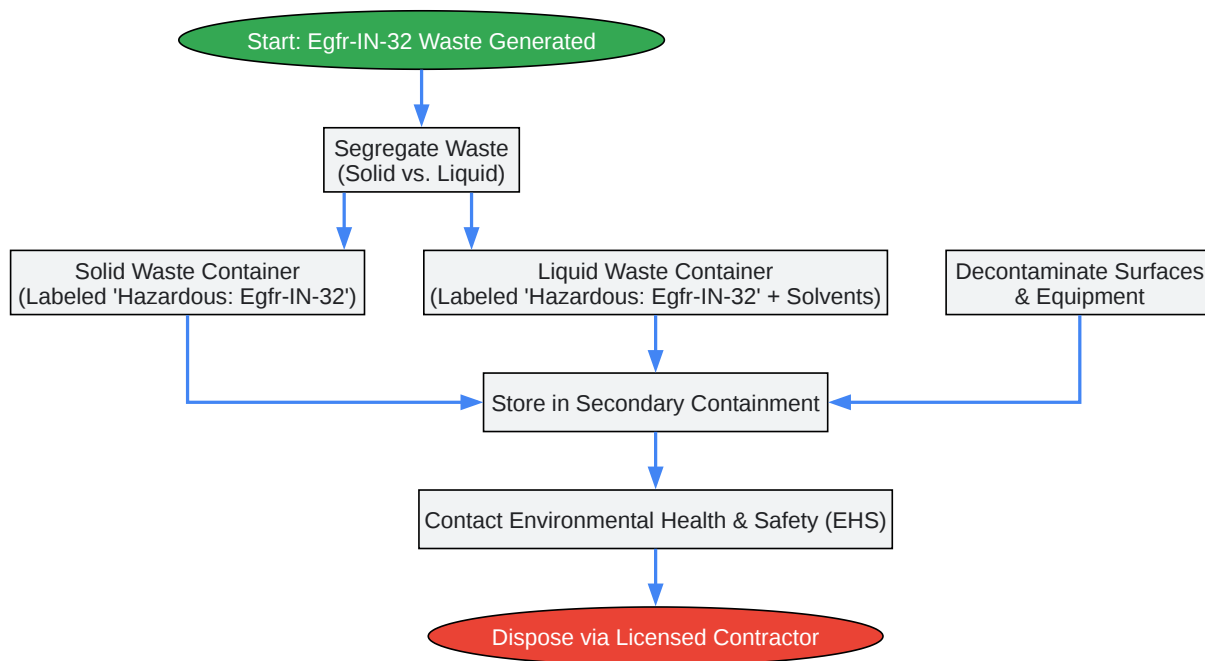 Start: Egfr-IN-32 Waste Generated
Segregate Waste
(Solid vs. Liquid)
Solid Waste Container
(Labeled 'Hazardous: Egfr-IN-32')
Liquid Waste Container
(Labeled 'Hazardous: Egfr-IN-32' + Solvents)
Decontaminate Surfaces
& Equipment
Store in Secondary Containment
Contact Environmental Health & Safety (EHS)
Dispose via Licensed Contractor